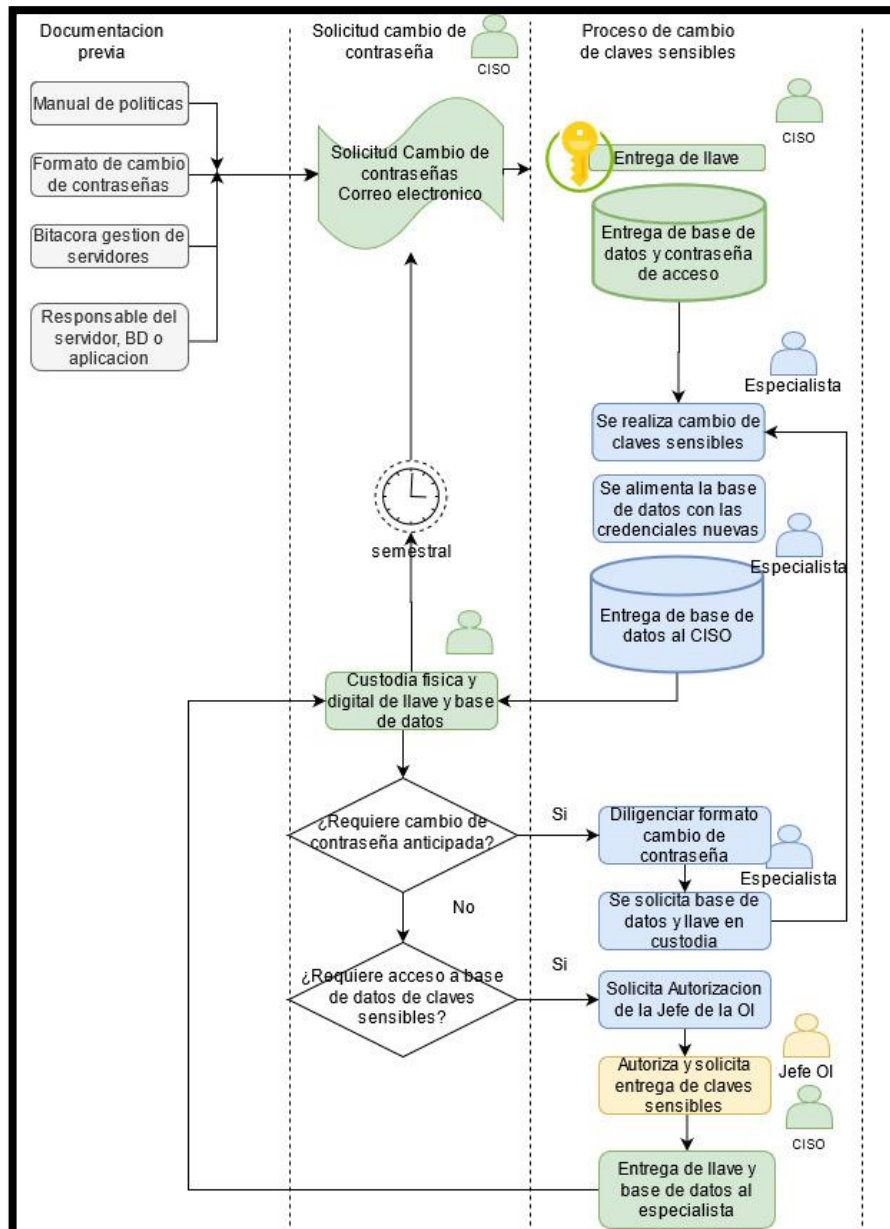 Documentacion
previa
Solicitud cambio de
contraseña
CISO
Proceso de cambio
de claves sensibles
CISO
Manual de politicas
Formato de cambio
de contraseñas
Bitacora gestion de
servidores
Responsable del
servidor, BD o
aplicacion
Solicitud Cambio de
contraseñas
Correo electronico
Entrega de llave
Entrega de base de
datos y contraseña
de acceso
Especialista
Se realiza cambio de
claves sensibles
Se alimenta la base
de datos con las
credenciales nuevas
Especialista
Entrega de base de
datos al CISO
semestral
Custodia fisica y
digital de llave y base
de datos
¿Requiere cambio de
contraseña anticipada?
Si
Diligenciar formato
cambio de
contraseña
Especialista
Se solicita base de
datos y llave en
custodia
No
¿Requiere acceso a base
de datos de claves
sensibles?
Si
Solicita Autorizacion
de la Jefe de la OI
Jefe OI
Autoriza y solicita
entrega de claves
sensibles
CISO
Entrega de llave y
base de datos al
especialista